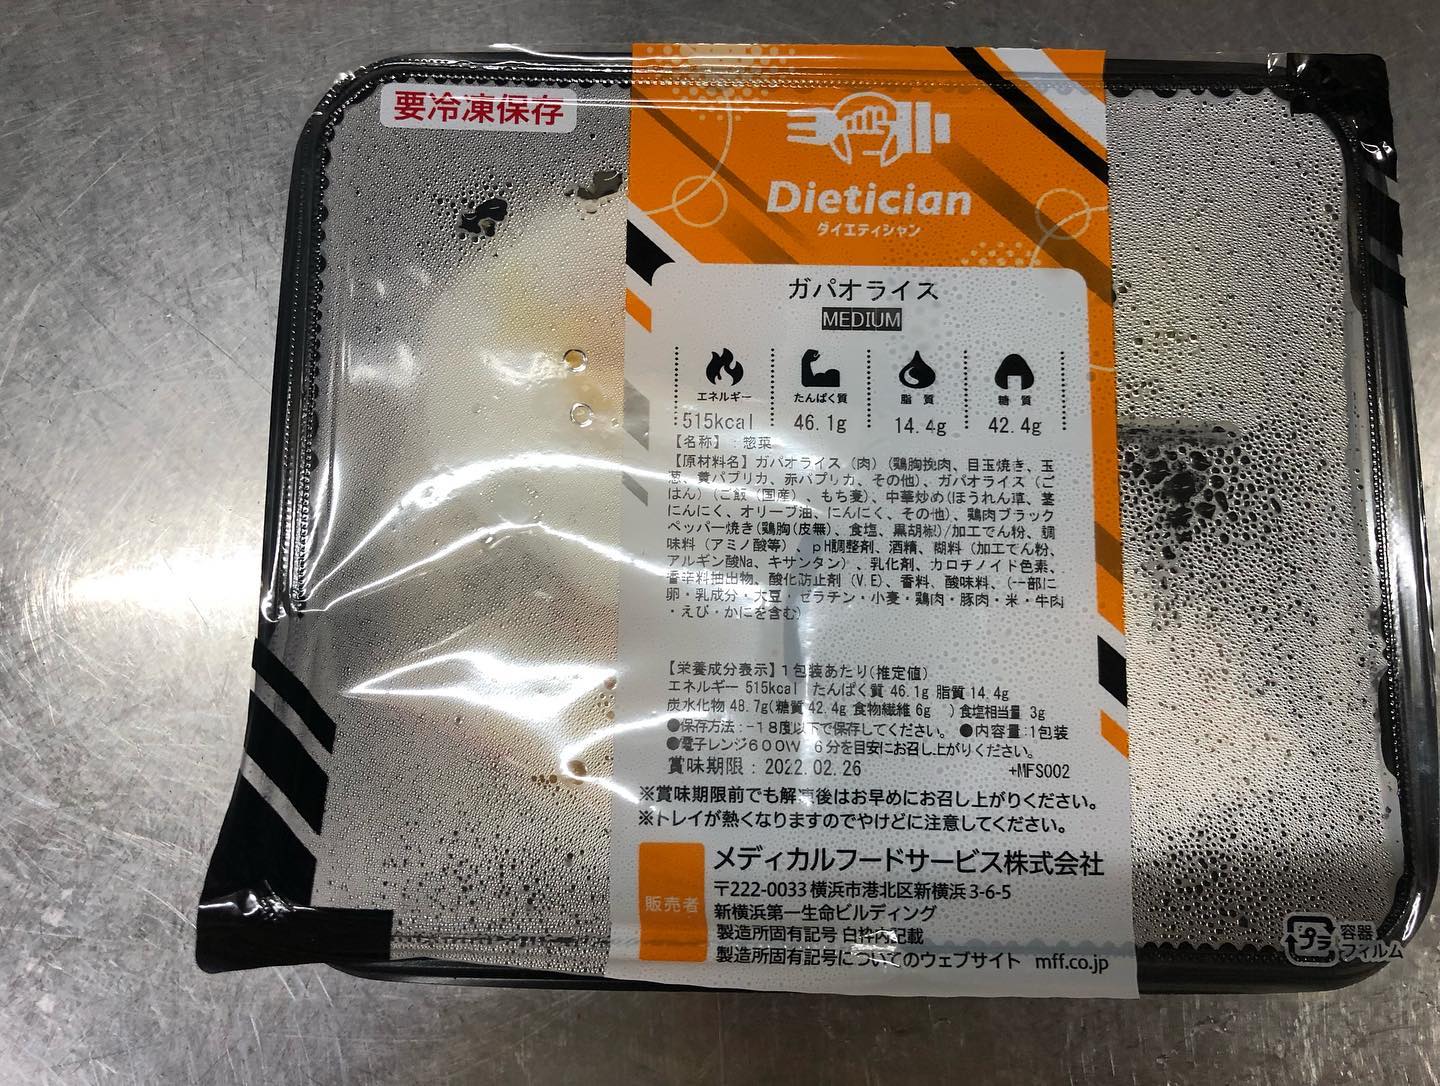 要冷凍保存
Dietician
ダイエティシャン
ガパオライス
MEDIUM
エネルギー たんぱく質 脂質 糖質
515kcal 46.1g 14.4g 42.4g
【名称】:惣菜
【原材料名】ガパオライス(肉)(鶏胸挽肉、目玉焼き、玉
葱、黄パプリカ、赤パプリカ、その他)、ガパオライス(ご
はん)(ご飯(国産)、もち麦)、中華炒め(ほうれん草、茎
にんにく、オリーブ油、にんにく、その他)、鶏肉ブラック
ペッパー焼き(鶏胸(皮無)、食塩、黒胡椒)/加工でん粉、調
味料(アミノ酸等)、pH調整剤、酒精、糊料(加工でん粉、
アルギン酸Na、キサンタン)、乳化剤、カロチノイド色素、
香辛料抽出物、酸化防止剤(V.E)、香料、酸味料、(一部に
卵・乳成分・大豆・ゼラチン・小麦・鶏肉・豚肉・米・牛肉
・えび・かにを含む)
【栄養成分表示】1包装あたり(推定値)
エネルギー 515kcal たんぱく質 46.1g 脂質 14.4g
炭水化物 48.7g(糖質 42.4g 食物繊維 6g )食塩相当量 3g
●保存方法:-18度以下で保存してください。 ●内容量:1包装
●電子レンジ600W 6分を目安にお召し上がりください。
賞味期限:2022.02.26 +MFS002
※賞味期限前でも解凍後はお早めにお召し上がりください。
※トレイが熱くなりますのでやけどに注意してください。
販売者
メディカルフードサービス株式会社
〒222-0033 横浜市港北区新横浜 3-6-5
新横浜第一生命ビルディング
製造所固有記号 白枠内記載
製造所固有記号についてのウェブサイト mff.co.jp
プラ
容器
フィルム